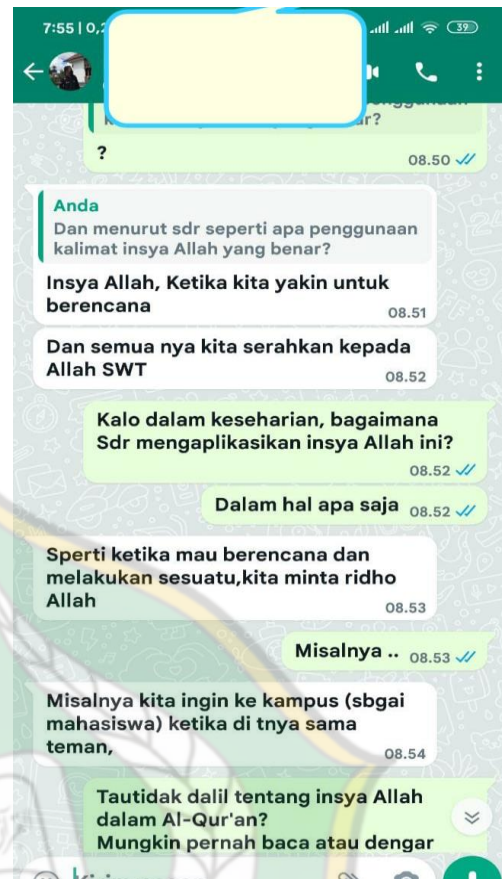 7:55 | 0,
39
?
08.50
Anda
Dan menurut sdr seperti apa penggunaan
kalimat insya Allah yang benar?
Insya Allah, Ketika kita yakin untuk
berencana
08.51
Dan semua nya kita serahkan kepada
Allah SWT
08.52
Kalo dalam keseharian, bagaimana
Sdr mengaplikasikan insya Allah ini?
08.52
Dalam hal apa saja 08.52
Sperti ketika mau berencana dan
melakukan sesuatu,kita minta ridho
Allah
08.53
Misalnya .. 08.53
Misalnya kita ingin ke kampus (sbgai
mahasiswa) ketika di tnya sama
teman,
08.54
Tautidak dalil tentang insya Allah
dalam Al-Qur'an?
Mungkin pernah baca atau dengar